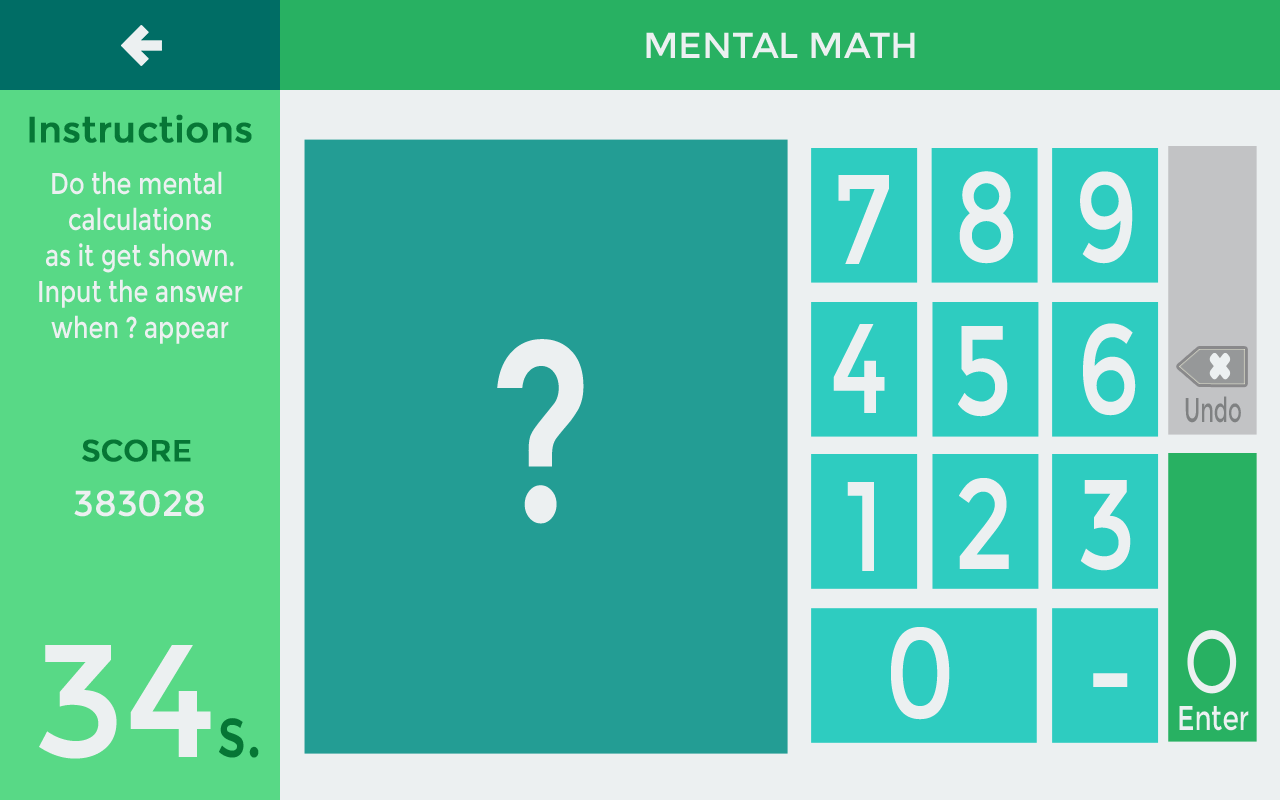 MENTAL MATH
Instructions
Do the mental
calculations
as it get shown.
Input the answer
when ? appear
SCORE
383028
34 s.
?
7 8 9
4 5 6
Undo
1 2 3
0 -
Enter